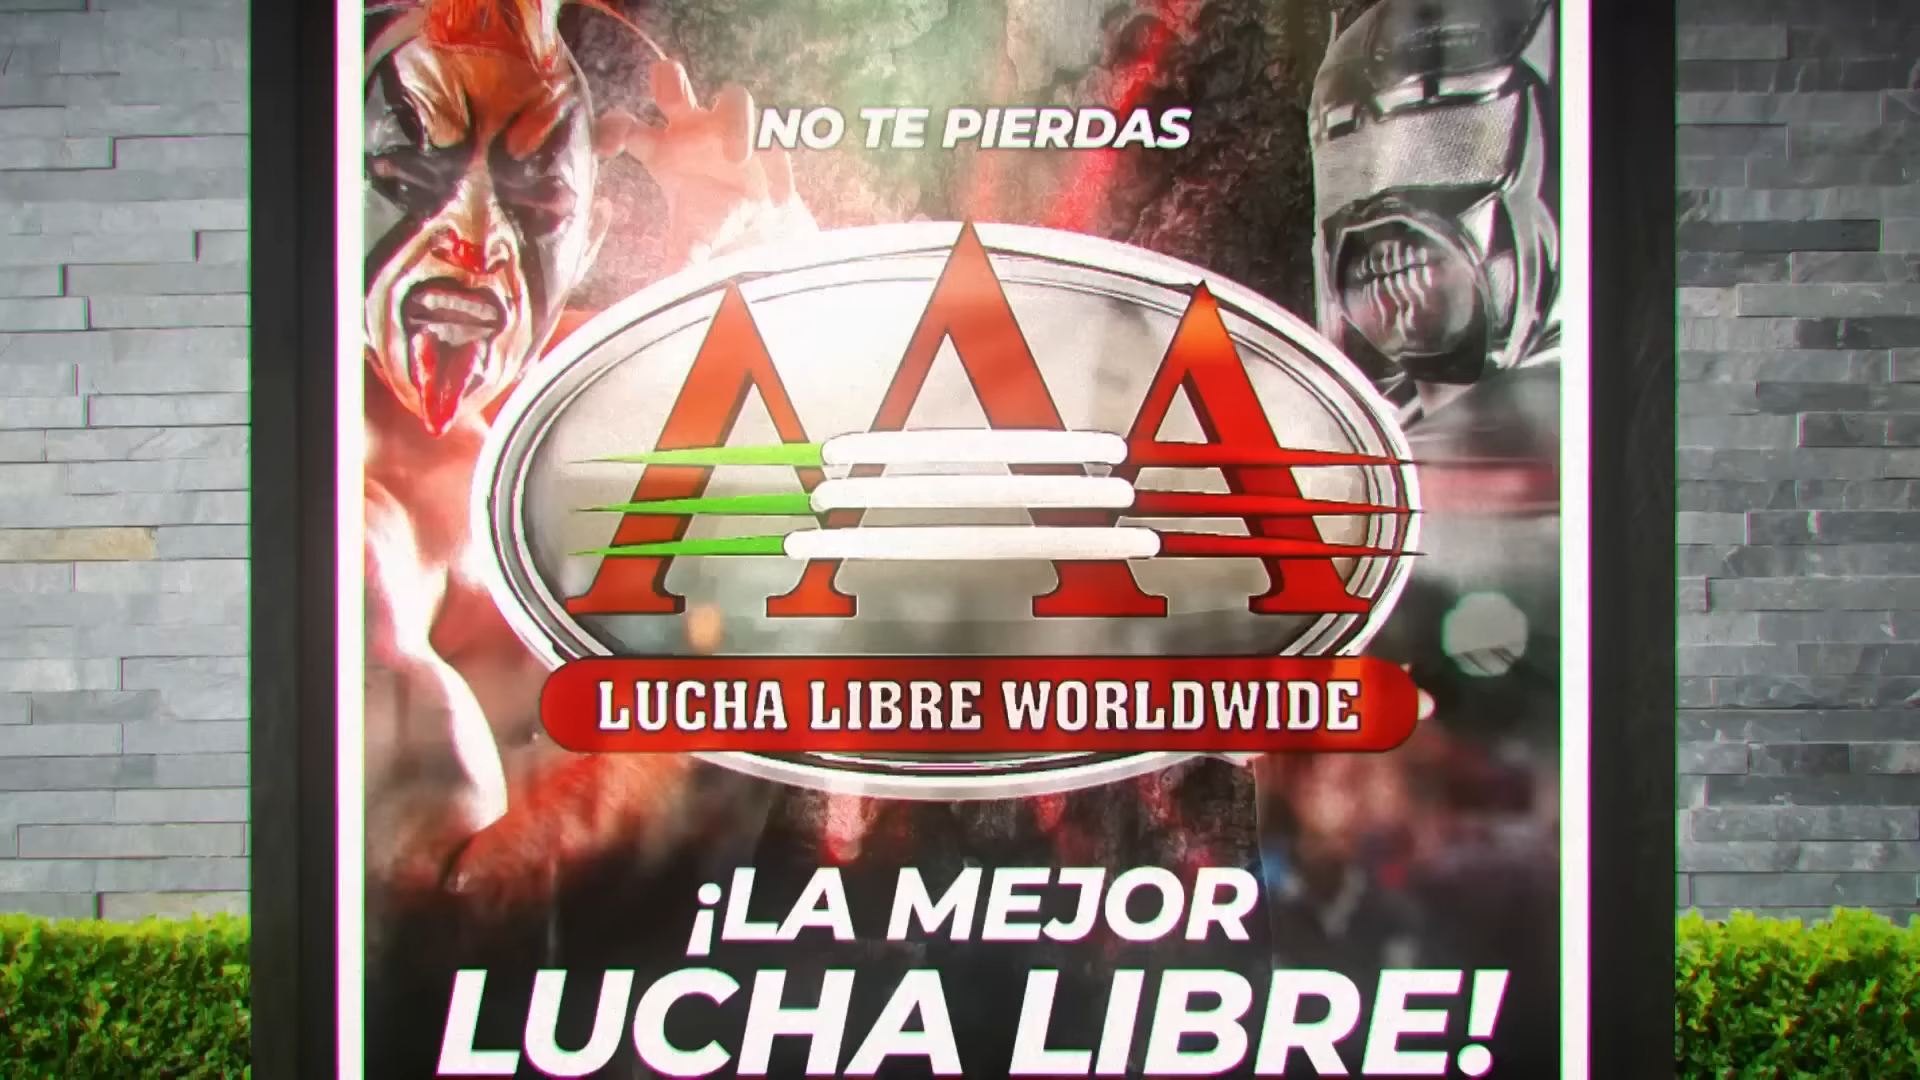 NO TE PIERDAS
AAA
LUCHA LIBRE WORLDWIDE
¡LA MEJOR
LUCHA LIBRE!